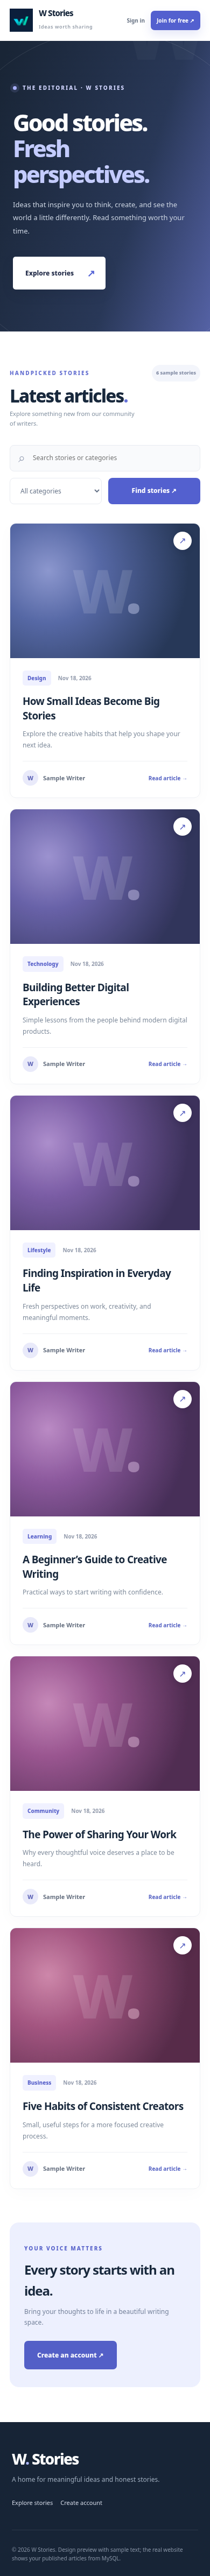 W Stories
Ideas worth sharing
Sign in
Join for free ↗
THE EDITORIAL · W STORIES
Good stories.
Fresh
perspectives.
Ideas that inspire you to think, create, and see the
world a little differently. Read something worth your
time.
Explore stories ↗
HANDPICKED STORIES
6 sample stories
Latest articles.
Explore something new from our community
of writers.
Search stories or categories
All categories
Find stories ↗
W.
Design Nov 18, 2026
How Small Ideas Become Big
Stories
Explore the creative habits that help you shape your
next idea.
W Sample Writer Read article →
W.
Technology Nov 18, 2026
Building Better Digital
Experiences
Simple lessons from the people behind modern digital
products.
W Sample Writer Read article →
W.
Lifestyle Nov 18, 2026
Finding Inspiration in Everyday
Life
Fresh perspectives on work, creativity, and
meaningful moments.
W Sample Writer Read article →
W.
Learning Nov 18, 2026
A Beginner's Guide to Creative
Writing
Practical ways to start writing with confidence.
W Sample Writer Read article →
W.
Community Nov 18, 2026
The Power of Sharing Your Work
Why every thoughtful voice deserves a place to be
heard.
W Sample Writer Read article →
W.
Business Nov 18, 2026
Five Habits of Consistent Creators
Small, useful steps for a more focused creative
process.
W Sample Writer Read article →
YOUR VOICE MATTERS
Every story starts with an
idea.
Bring your thoughts to life in a beautiful writing
space.
Create an account ↗
W. Stories
A home for meaningful ideas and honest stories.
Explore stories Create account
© 2026 W Stories. Design preview with sample text; the real website
shows your published articles from MySQL.